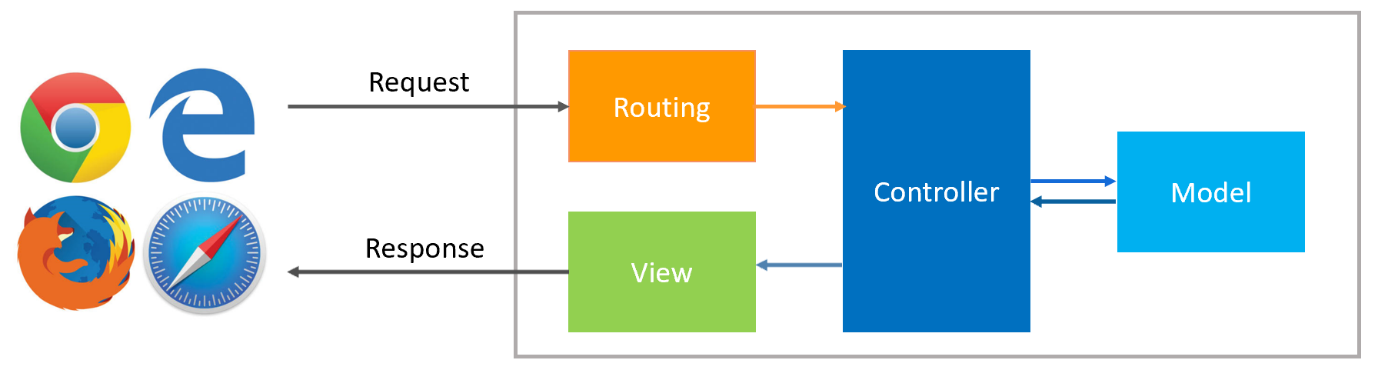 Request
Routing
Controller
Model
Response
View